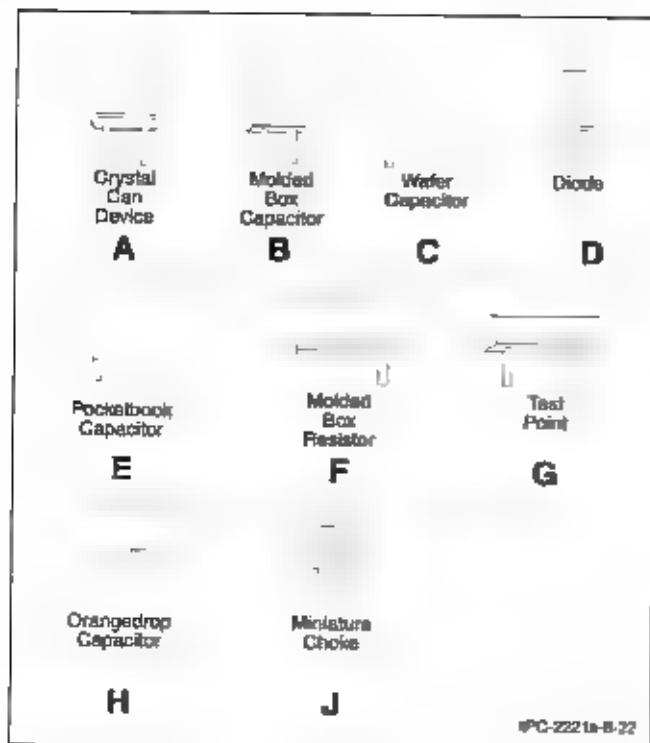 Crystal
Can
Device
A
Molded
Box
Capacitor
B
Wafer
Capacitor
C
Diode
D
Pocketbook
Capacitor
E
Molded
Box
Resistor
F
Test
Point
G
Orangedrop
Capacitor
H
Miniature
Choke
J
IPC-2221a-8-22